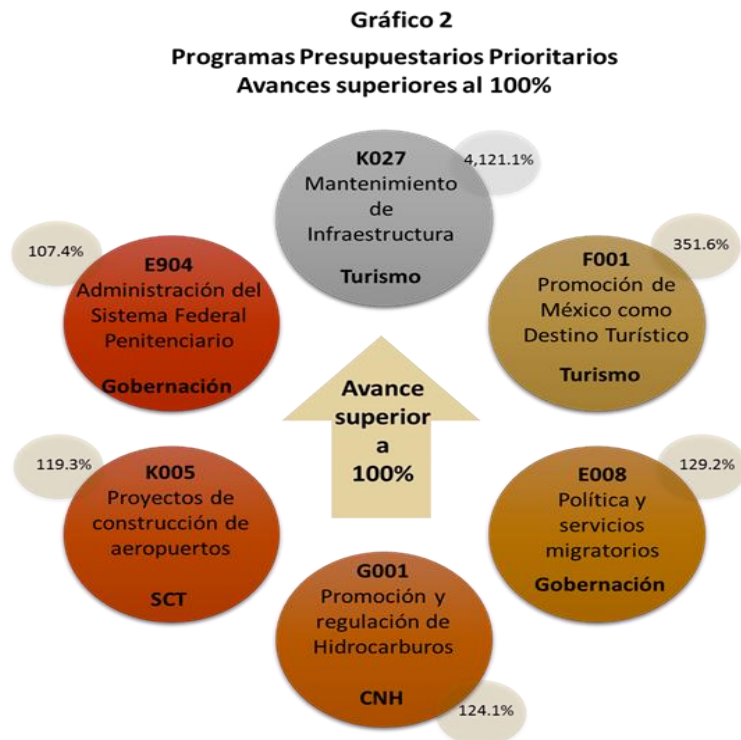 Gráfico 2
Programas Presupuestarios Prioritarios
Avances superiores al 100%
K027
Mantenimiento
de
Infraestructura
Turismo
4,121.1%
F001
Promoción de
México como
Destino Turístico
Turismo
351.6%
E008
Política y
servicios
migratorios
Gobernación
129.2%
G001
Promoción y
regulación de
Hidrocarburos
CNH
124.1%
K005
Proyectos de
construcción de
aeropuertos
SCT
119.3%
E904
Administración del
Sistema Federal
Penitenciario
Gobernación
107.4%
Avance
superior
a
100%